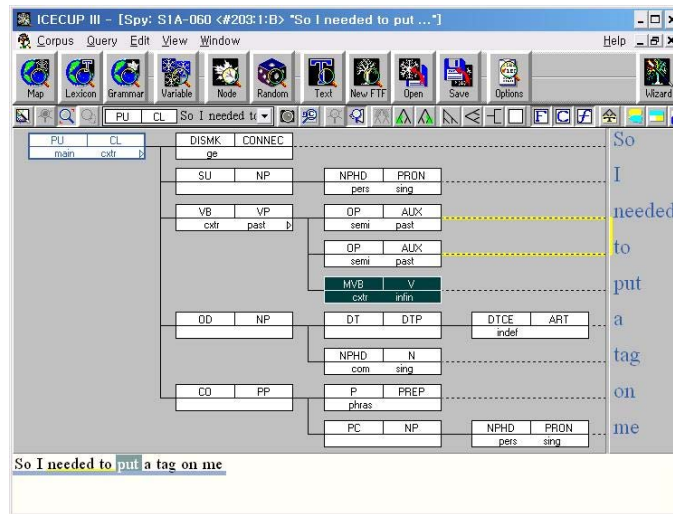 ICECUP III - [Spy: S1A-060 <#203:1:B> "So I needed to put ..."]
Corpus Query Edit View Window Help
Map Lexicon Grammar Variable Node Random Text New FTF Open Save Options Wizard
PU CL So I needed to F C f
PU CL DISMK CONNEC So
main cxtr ge
SU NP NPHD PRON I
pers sing
VB VP OP AUX needed
cxtr past semi past
OP AUX to
semi past
MVB V put
cxtr infin
OD NP DT DTP DTCE ART a
indef
NPHD N tag
com sing
CO PP P PREP on
phras
PC NP NPHD PRON me
pers sing
So I needed to put a tag on me